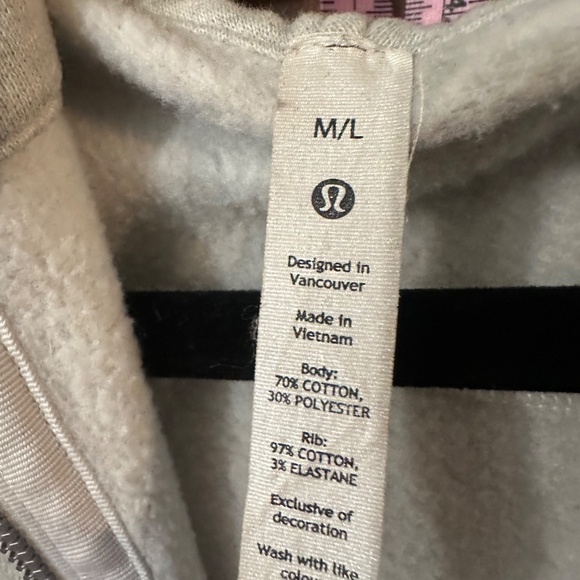 M/L
Designed in
Vancouver
Made in
Vietnam
Body:
70% COTTON,
30% POLYESTER
Rib:
97% COTTON,
3% ELASTANE
Exclusive of
decoration
Wash with like